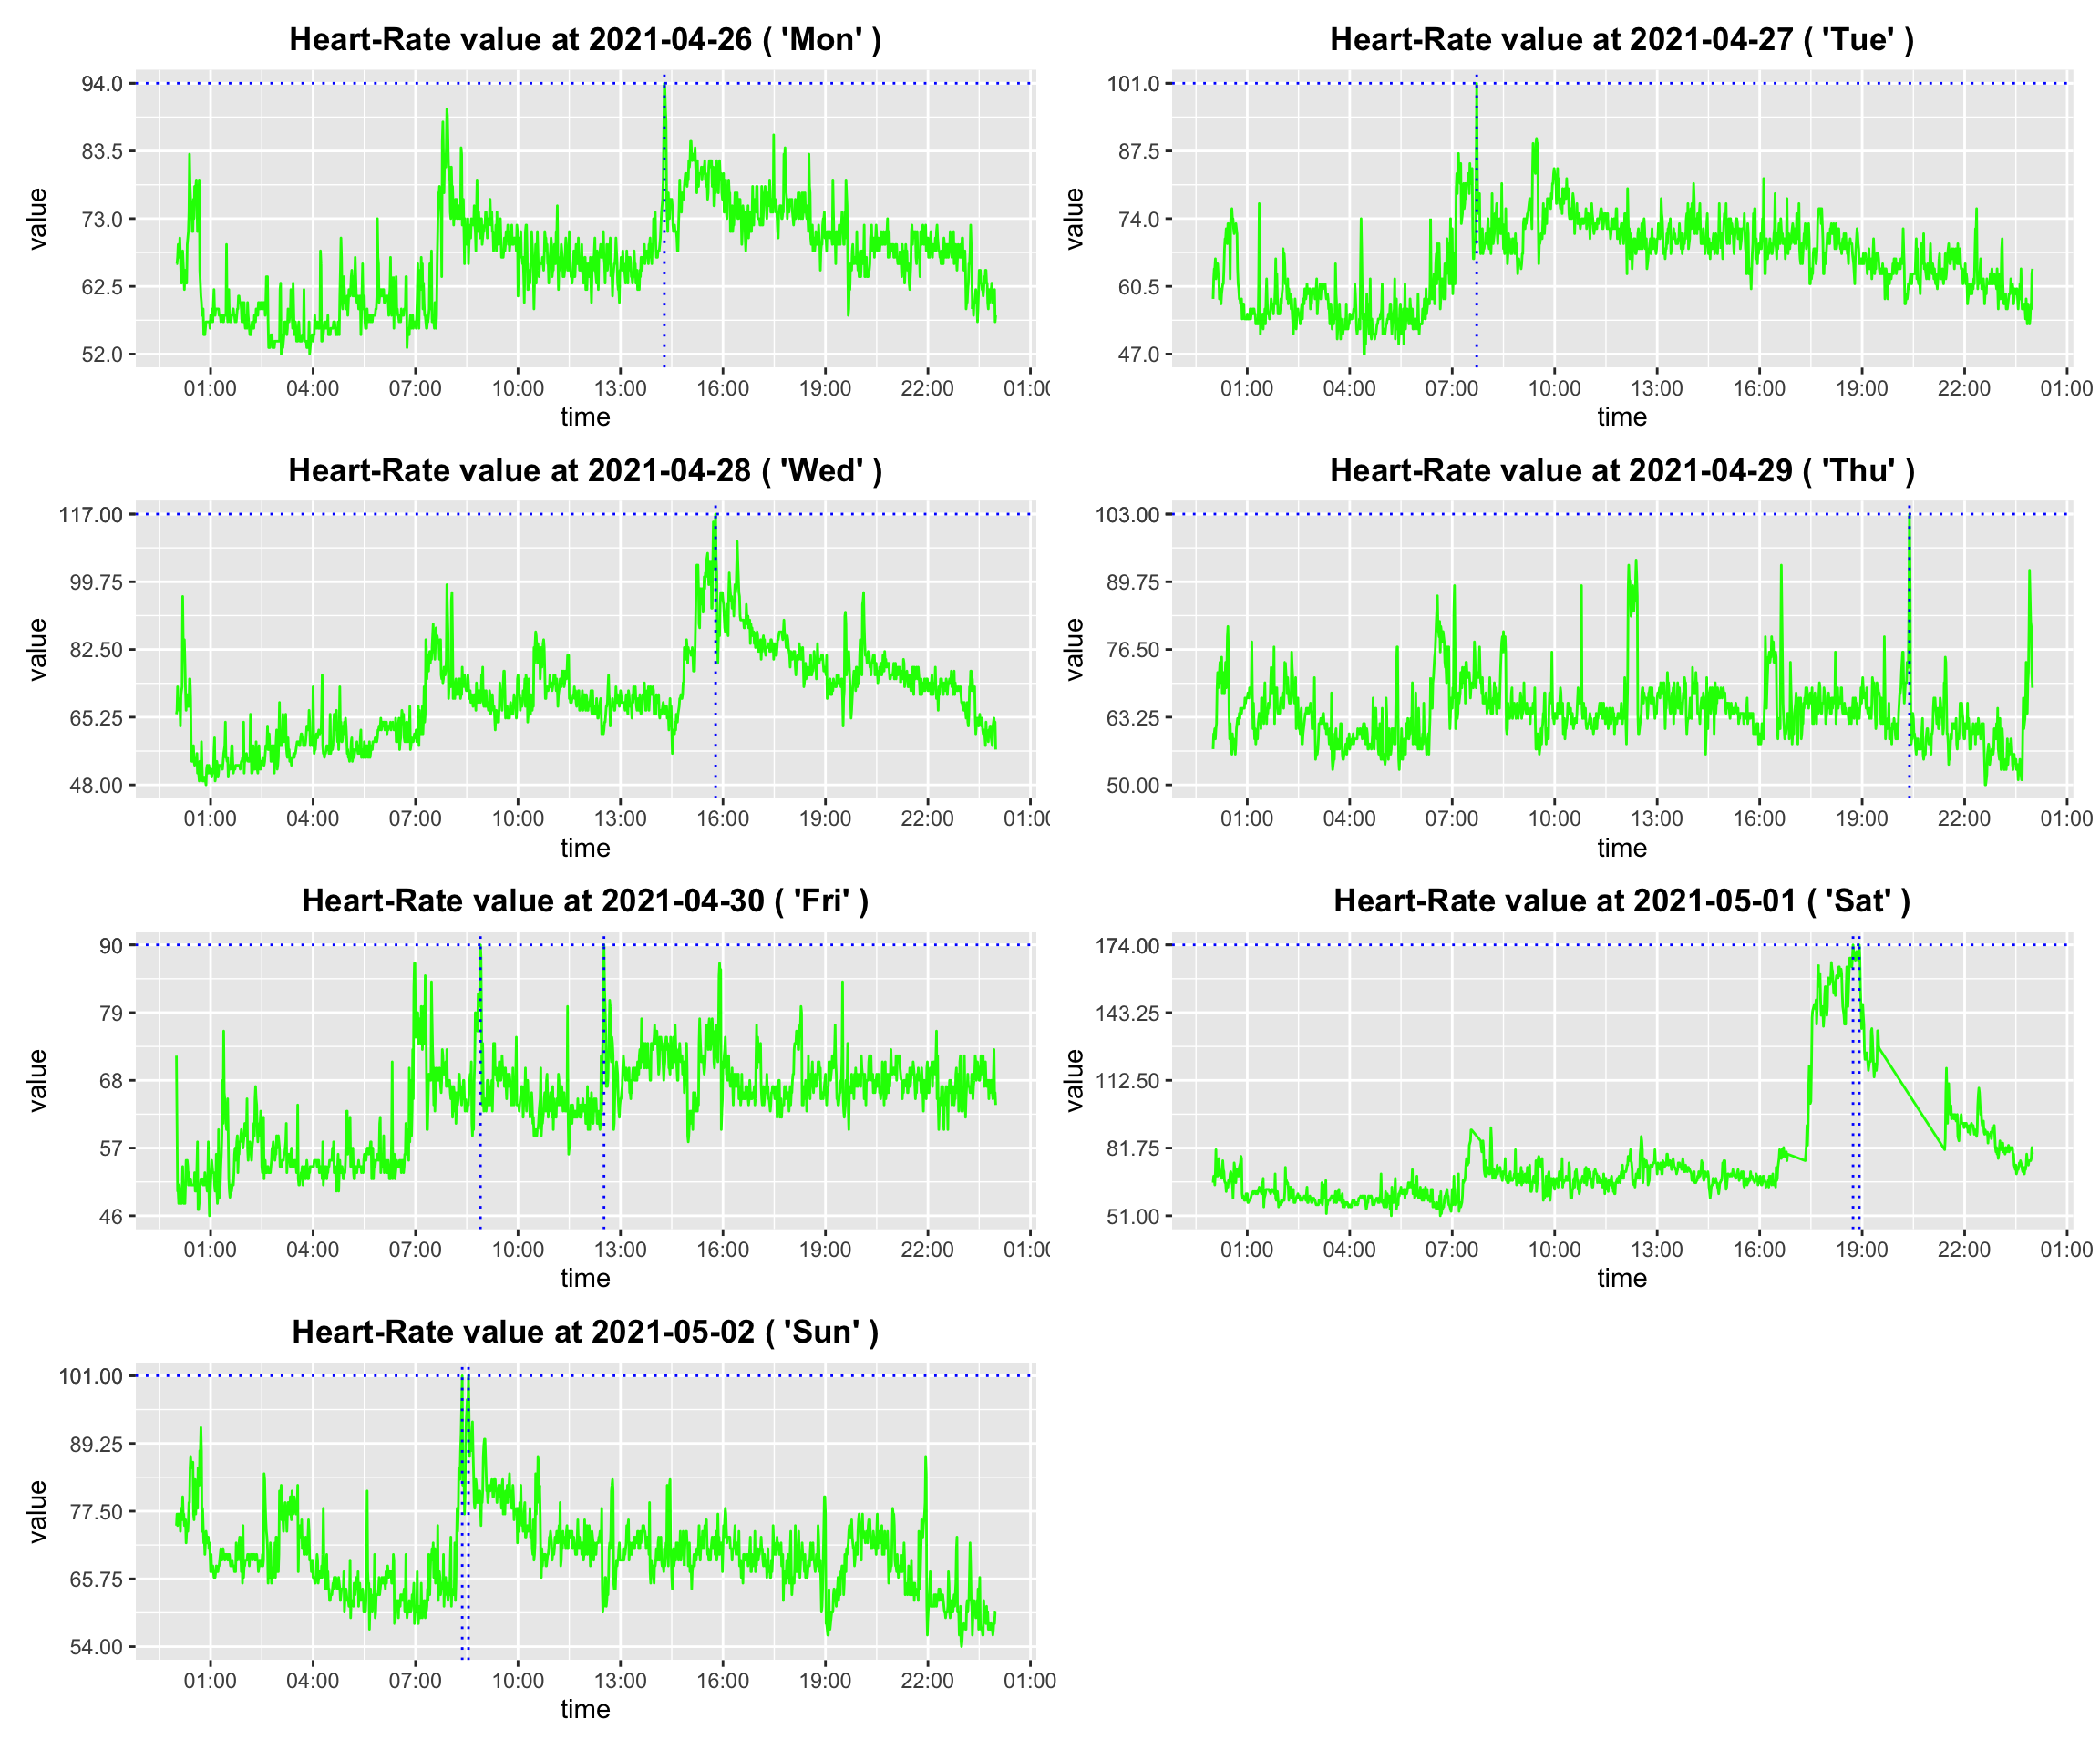 Heart-Rate value at 2021-04-26 ( 'Mon' )
94.0
83.5
73.0
62.5
52.0
value
01:00 04:00 07:00 10:00 13:00 16:00 19:00 22:00 01:00
time
Heart-Rate value at 2021-04-27 ( 'Tue' )
101.0
87.5
74.0
60.5
47.0
value
01:00 04:00 07:00 10:00 13:00 16:00 19:00 22:00 01:00
time
Heart-Rate value at 2021-04-28 ( 'Wed' )
117.00
99.75
82.50
65.25
48.00
value
01:00 04:00 07:00 10:00 13:00 16:00 19:00 22:00 01:00
time
Heart-Rate value at 2021-04-29 ( 'Thu' )
103.00
89.75
76.50
63.25
50.00
value
01:00 04:00 07:00 10:00 13:00 16:00 19:00 22:00 01:00
time
Heart-Rate value at 2021-04-30 ( 'Fri' )
90
79
68
57
46
value
01:00 04:00 07:00 10:00 13:00 16:00 19:00 22:00 01:00
time
Heart-Rate value at 2021-05-01 ( 'Sat' )
174.00
143.25
112.50
81.75
51.00
value
01:00 04:00 07:00 10:00 13:00 16:00 19:00 22:00 01:00
time
Heart-Rate value at 2021-05-02 ( 'Sun' )
101.00
89.25
77.50
65.75
54.00
value
01:00 04:00 07:00 10:00 13:00 16:00 19:00 22:00 01:00
time